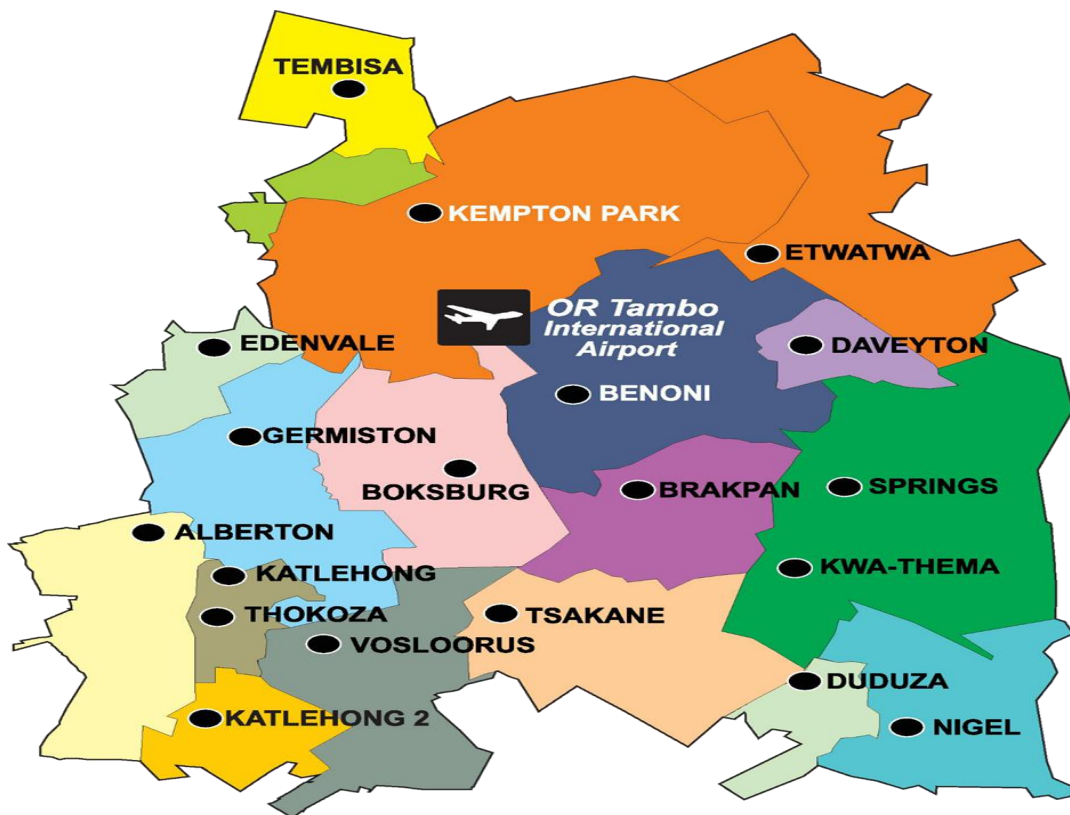 TEMBISA
KEMPTON PARK
ETWATWA
OR Tambo
International
Airport
EDENVALE
DAVEYTON
BENONI
GERMISTON
BOKSBURG
BRAKPAN
SPRINGS
ALBERTON
KATLEHONG
KWA-THEMA
THOKOZA
TSAKANE
VOSLOORUS
DUDUZA
KATLEHONG 2
NIGEL